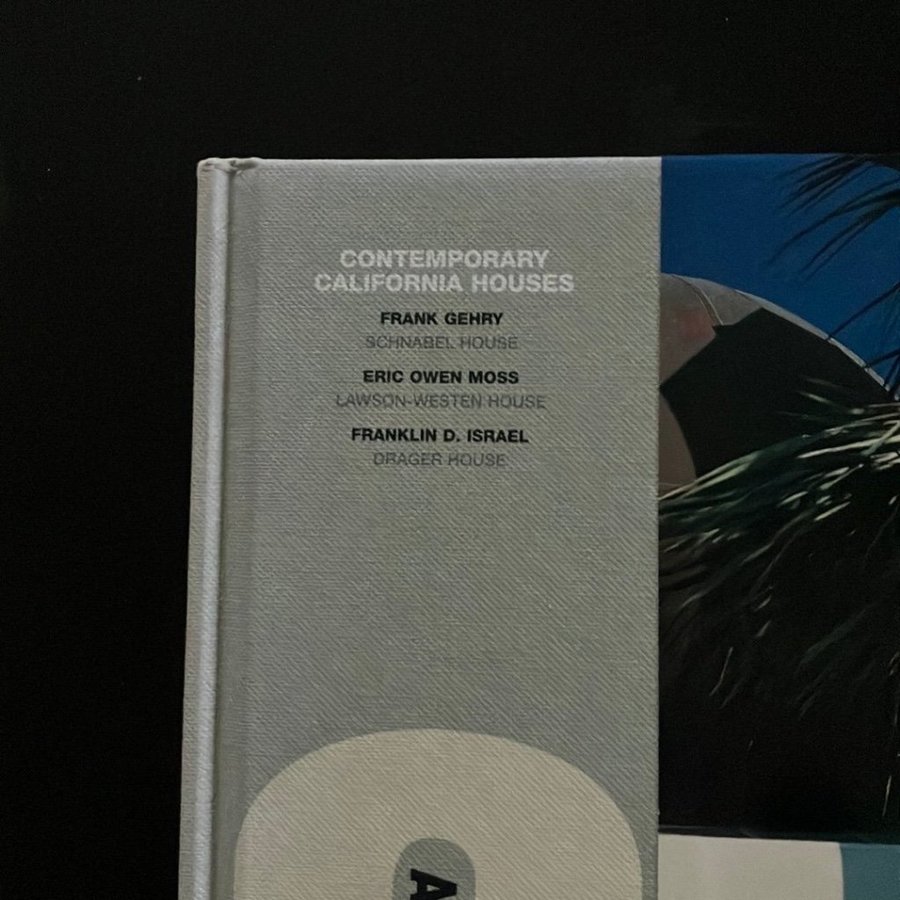 CONTEMPORARY
CALIFORNIA HOUSES
FRANK GEHRY
SCHNABEL HOUSE
ERIC OWEN MOSS
LAWSON-WESTEN HOUSE
FRANKLIN D. ISRAEL
DRAGER HOUSE
A